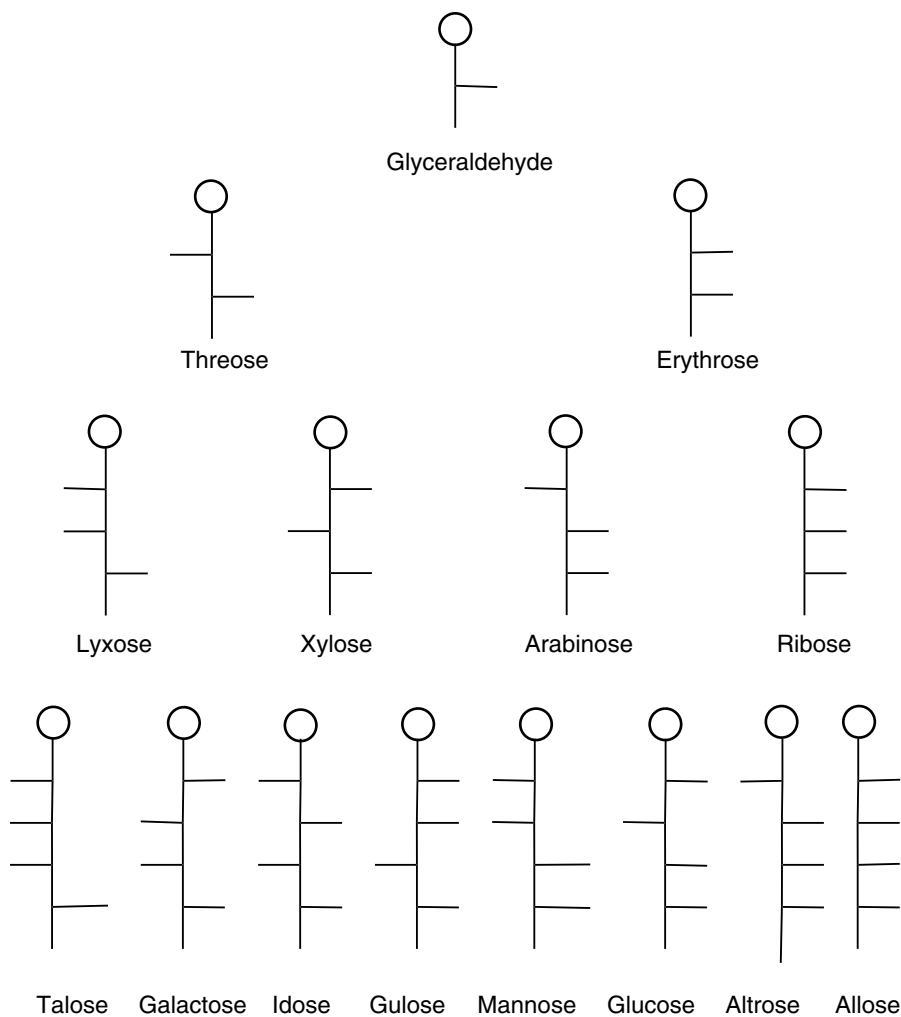 Glyceraldehyde
Threose Erythrose
Lyxose Xylose Arabinose Ribose
Talose Galactose Idose Gulose Mannose Glucose Altrose Allose